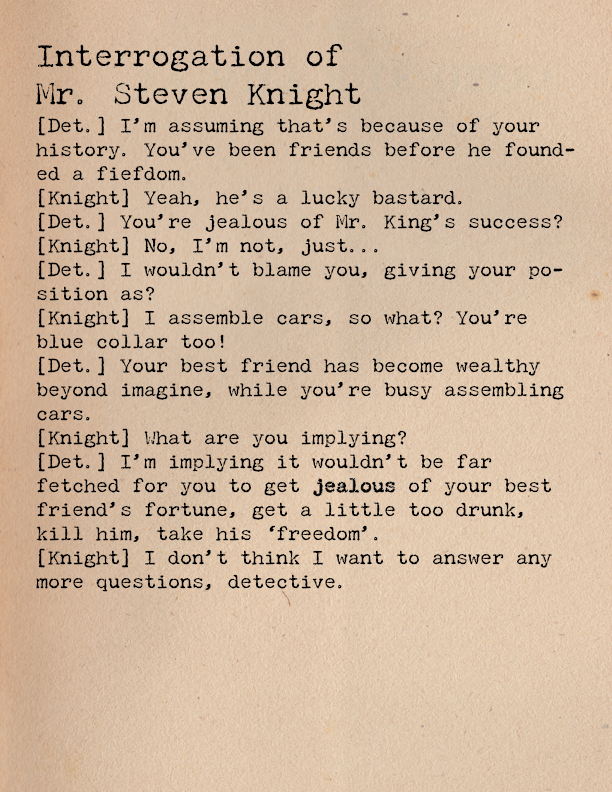 Interrogation of
Mr. Steven Knight
[Det.] I'm assuming that's because of your
history. You've been friends before he found-
ed a fiefdom.
[Knight] Yeah, he's a lucky bastard.
[Det.] You're jealous of Mr. King's success?
[Knight] No, I'm not, just...
[Det.] I wouldn't blame you, giving your po-
sition as?
[Knight] I assemble cars, so what? You're
blue collar too!
[Det.] Your best friend has become wealthy
beyond imagine, while you're busy assembling
cars.
[Knight] What are you implying?
[Det.] I'm implying it wouldn't be far
fetched for you to get jealous of your best
friend's fortune, get a little too drunk,
kill him, take his 'freedom'.
[Knight] I don't think I want to answer any
more questions, detective.